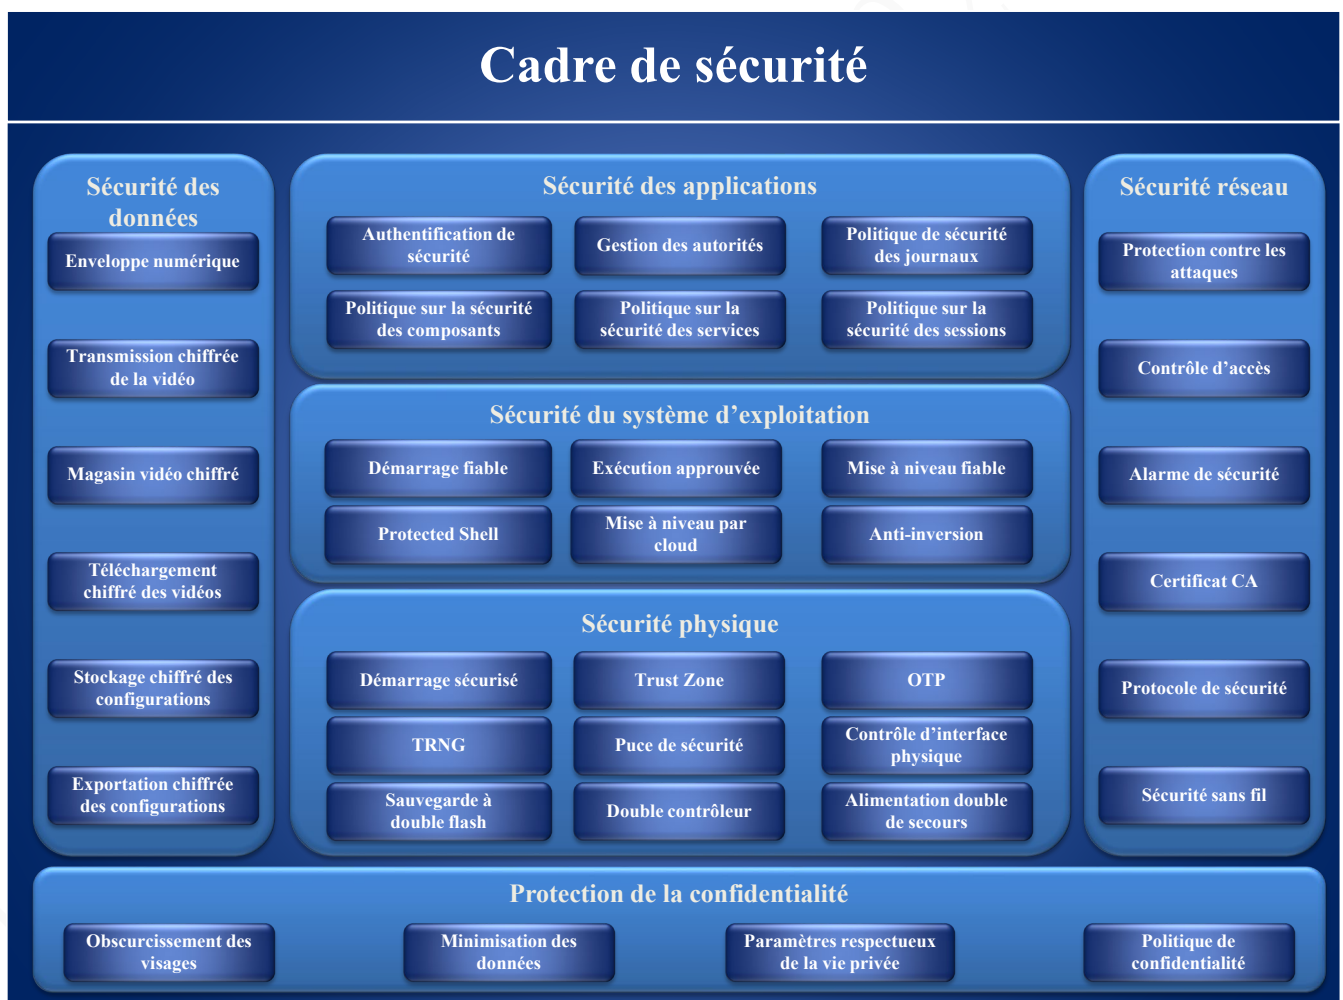 Cadre de sécurité
Sécurité des
données
Enveloppe numérique
Transmission chiffrée
de la vidéo
Magasin vidéo chiffré
Téléchargement
chiffré des vidéos
Stockage chiffré des
configurations
Exportation chiffrée
des configurations
Sécurité des applications
Authentification de
sécurité
Gestion des autorités
Politique de sécurité
des journaux
Politique sur la sécurité
des composants
Politique sur la
sécurité des services
Politique sur la
sécurité des sessions
Sécurité du système d’exploitation
Démarrage fiable
Exécution approuvée
Mise à niveau fiable
Protected Shell
Mise à niveau par
cloud
Anti-inversion
Sécurité physique
Démarrage sécurisé
Trust Zone
OTP
TRNG
Puce de sécurité
Contrôle d’interface
physique
Sauvegarde à
double flash
Double contrôleur
Alimentation double
de secours
Sécurité réseau
Protection contre les
attaques
Contrôle d’accès
Alarme de sécurité
Certificat CA
Protocole de sécurité
Sécurité sans fil
Protection de la confidentialité
Obscurcissement des
visages
Minimisation des
données
Paramètres respectueux
de la vie privée
Politique de
confidentialité